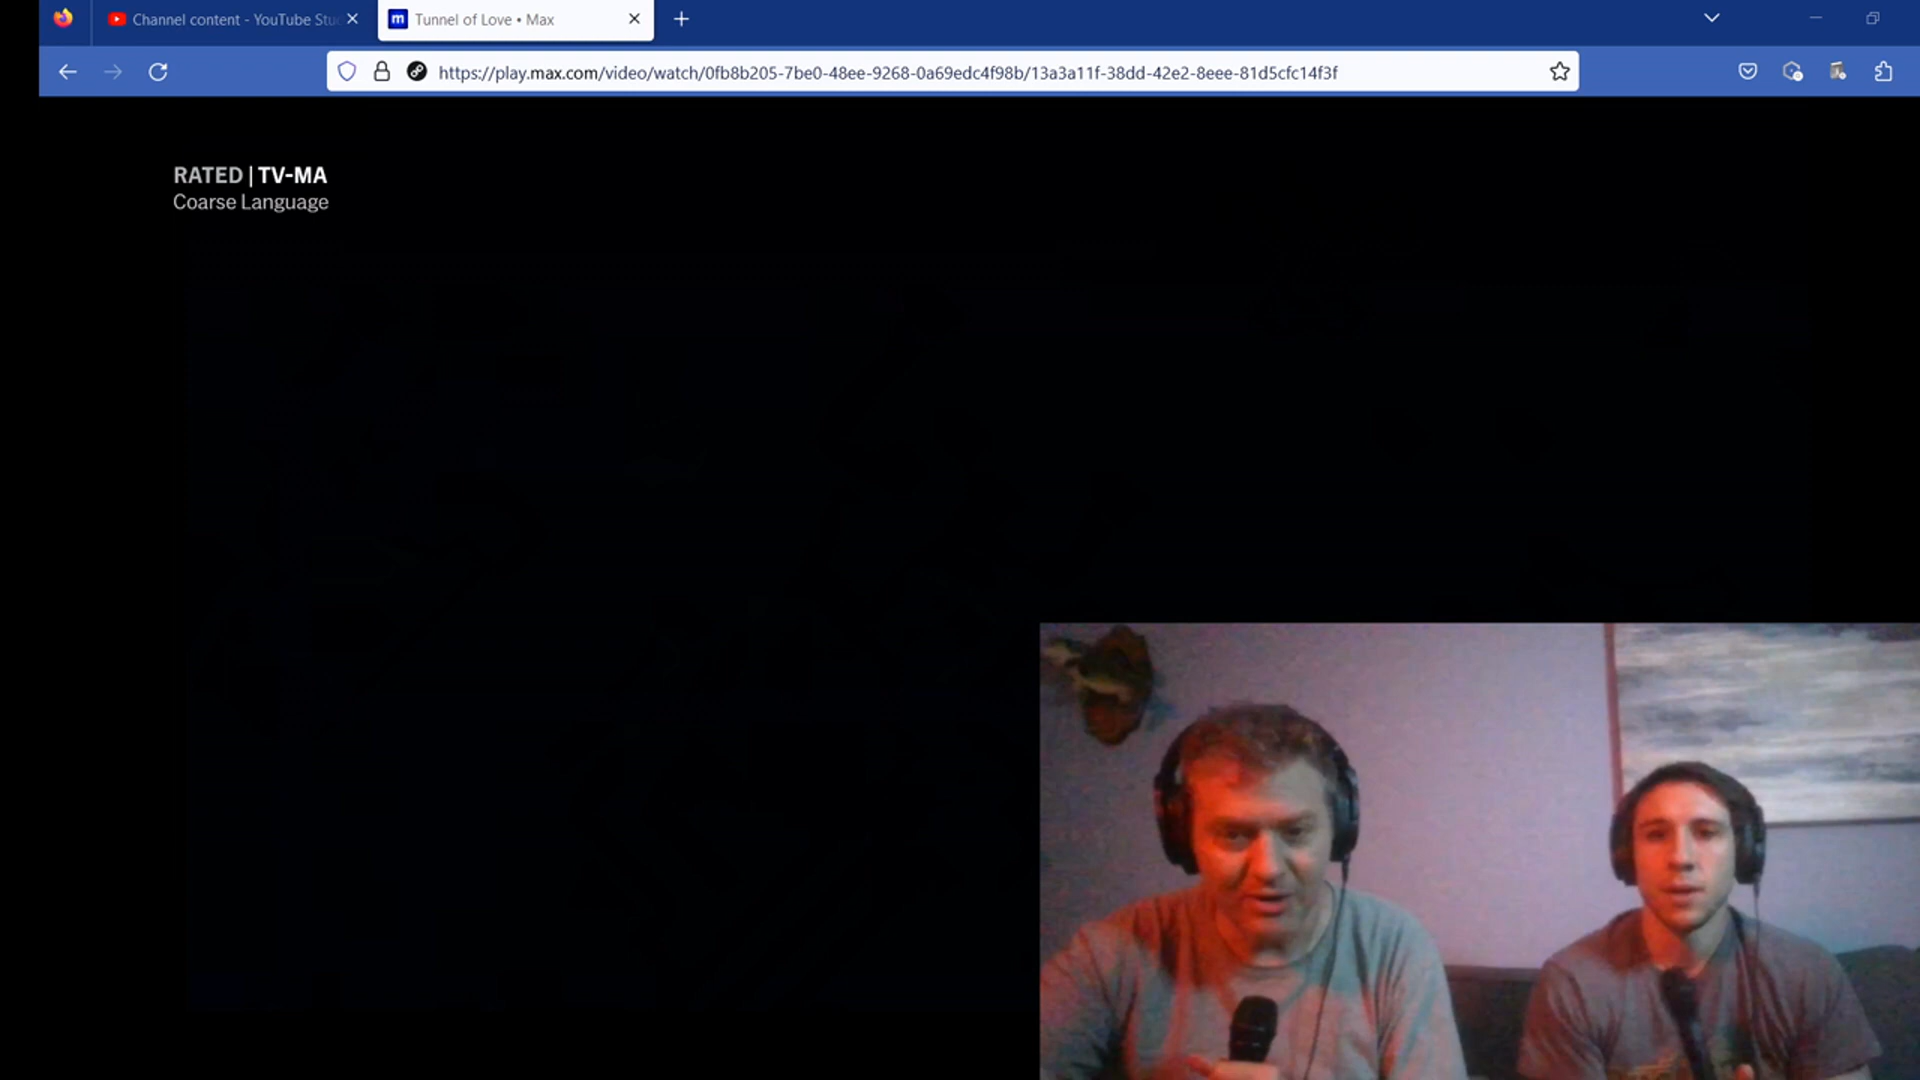 Channel content - YouTube Stu
Tunnel of Love • Max
https://play.max.com/video/watch/0fb8b205-7be0-48ee-9268-0a69edc4f98b/13a3a11f-38dd-42e2-8eee-81d5cfc14f3f
RATED | TV-MA
Coarse Language